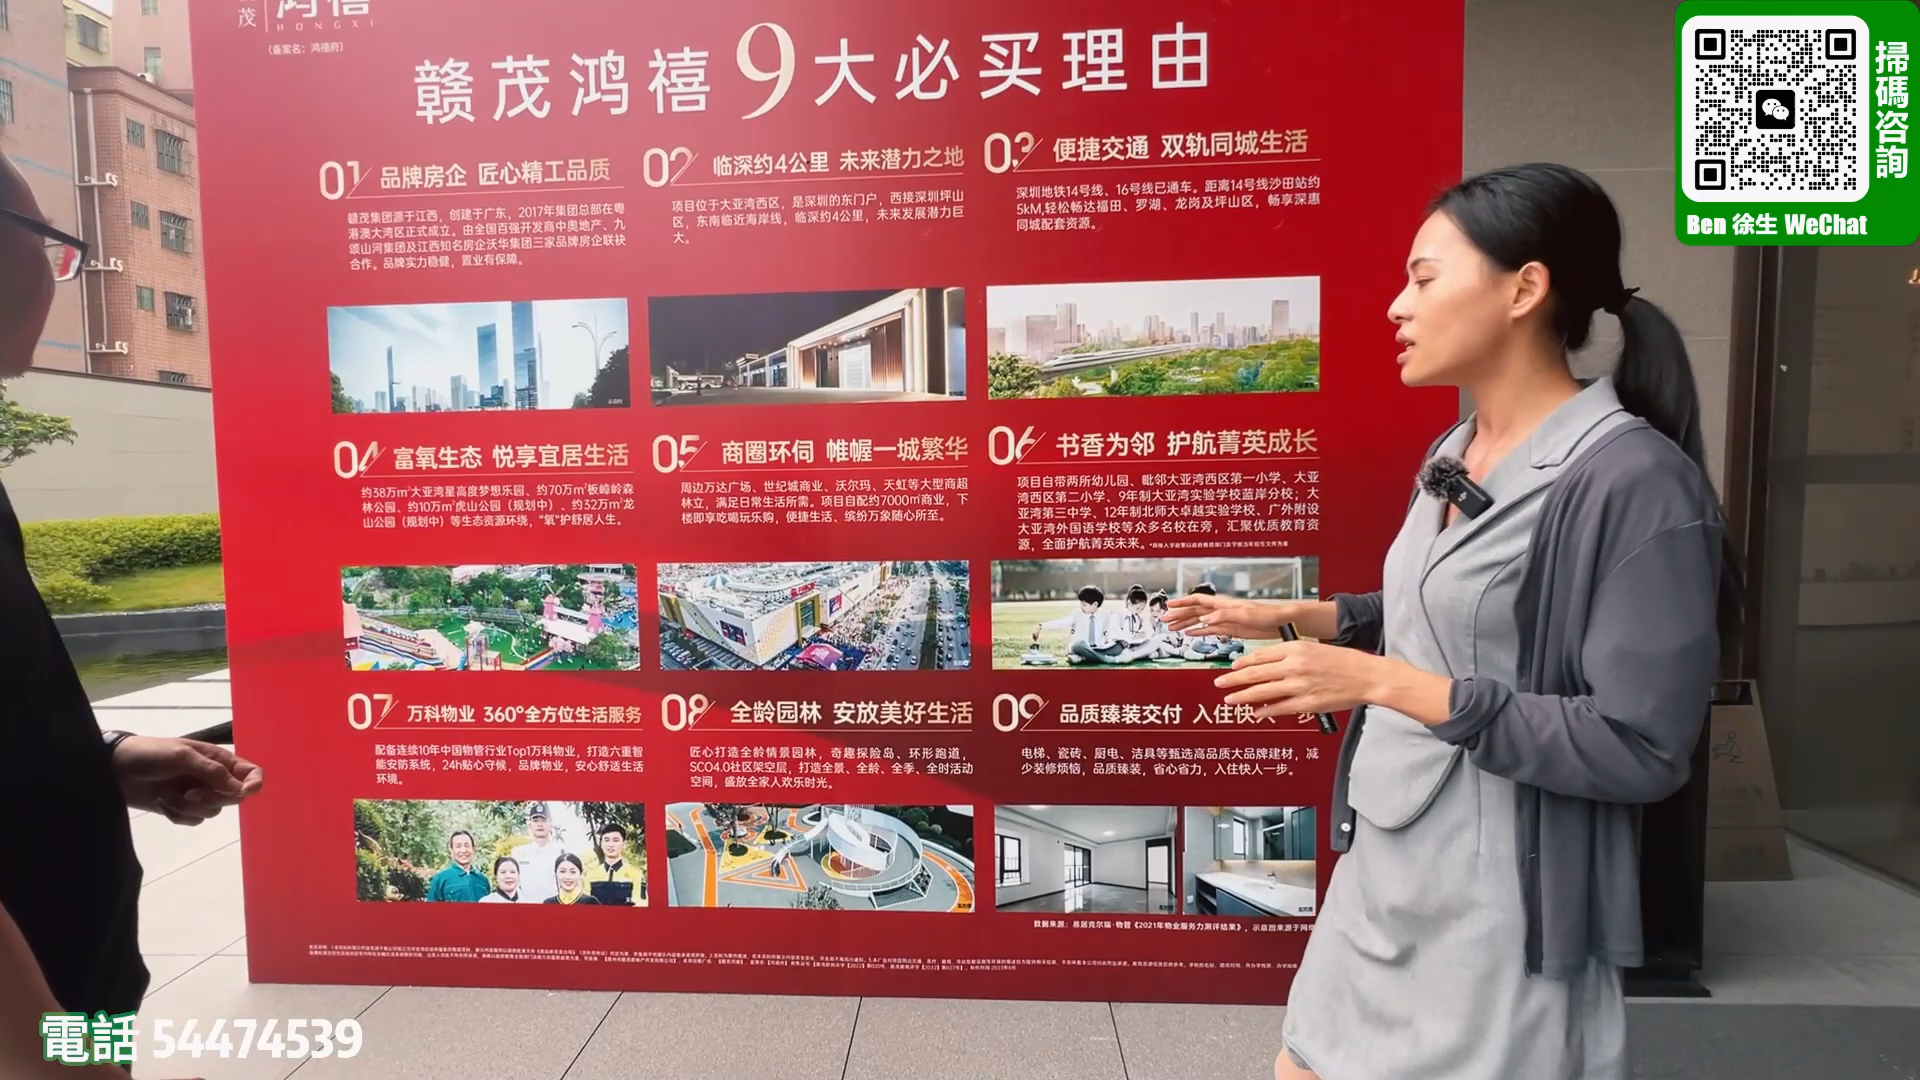 茂 鸿禧
HONGXI
（备案名：鸿禧府）
赣茂鸿禧9大必买理由
01 品牌房企 匠心精工品质
赣茂集团源于江西，创建于广东，2017年集团总部在粤
港澳大湾区正式成立。由全国百强开发商中奥地产、九
颂山河集团及江西知名房企沃华集团三家品牌房企联袂
合作。品牌实力稳健，置业有保障。
02 临深约4公里 未来潜力之地
项目位于大亚湾西区，是深圳的东门户，西接深圳坪山
区，东南临近海岸线，临深约4公里，未来发展潜力巨
大。
03 便捷交通 双轨同城生活
深圳地铁14号线、16号线已通车。距离14号线沙田站约
5kM,轻松畅达福田、罗湖、龙岗及坪山区，畅享深惠
同城配套资源。
04 富氧生态 悦享宜居生活
约38万m²大亚湾星高度梦想乐园、约70万m²板嶂岭森
林公园、约10万m²虎山公园（规划中）、约32万m²龙
山公园（规划中）等生态资源环绕，“氧”护舒居人生。
05 商圈环伺 帷幄一城繁华
周边万达广场、世纪城商业、沃尔玛、天虹等大型商超
林立，满足日常生活所需。项目自配约7000㎡商业，下
楼即享吃喝玩乐购，便捷生活、缤纷万象随心所至。
06 书香为邻 护航菁英成长
项目自带两所幼儿园、毗邻大亚湾西区第一小学、大亚
湾西区第二小学、9年制大亚湾实验学校蓝岸分校；大
亚湾第三中学、12年制北师大卓越实验学校、广外附设
大亚湾外国语学校等众多名校在旁，汇聚优质教育资
源，全面护航菁英未来。
07 万科物业 360°全方位生活服务
配备连续10年中国物管行业Top1万科物业，打造六重智
能安防系统，24h贴心守候，品牌物业，安心舒适生活
环境。
08 全龄园林 安放美好生活
匠心打造全龄情景园林，奇趣探险岛、环形跑道，
SCO4.0社区架空层，打造全景、全龄、全季、全时活动
空间，盛放全家人欢乐时光。
09 品质臻装交付 入住快人一步
电梯、瓷砖、厨电、洁具等甄选高品质大品牌建材，减
少装修烦恼，品质臻装，省心省力，入住快人一步。
数据来源：易居克尔瑞·物管《2021年物业服务力测评结果》，示意图来源于网络
掃碼咨詢
Ben 徐生 WeChat
電話 54474539